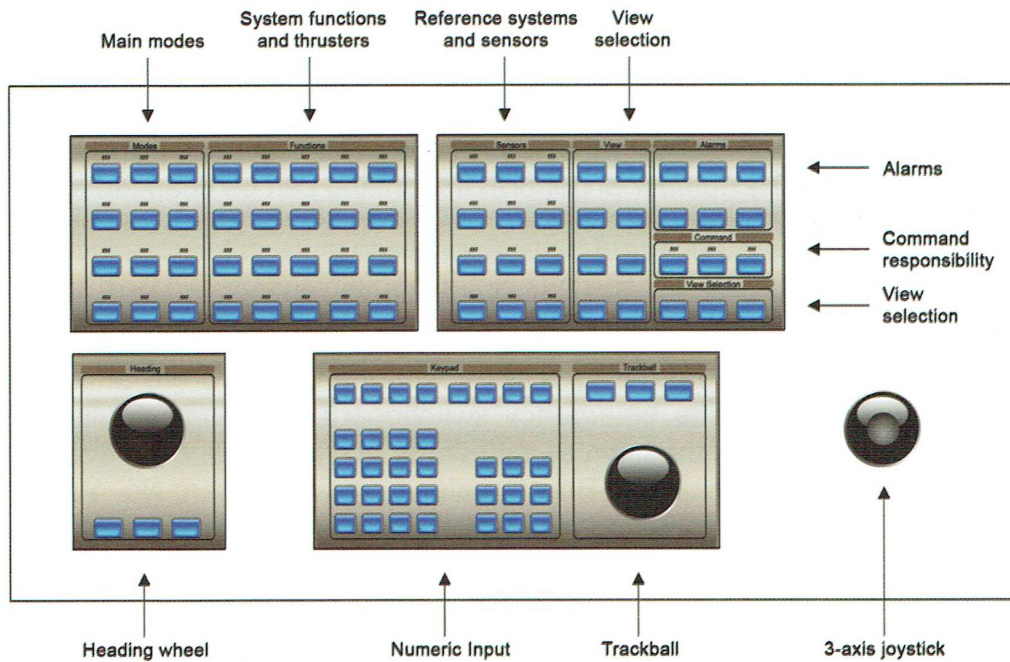 Main modes
System functions
and thrusters
Reference systems
and sensors
View
selection
Modes
Functions
Sensors
View
Alarms
Alarms
Command
Command
responsibility
View Selection
View
selection
Heading
Keypad
Trackball
Heading wheel
Numeric Input
Trackball
3-axis joystick